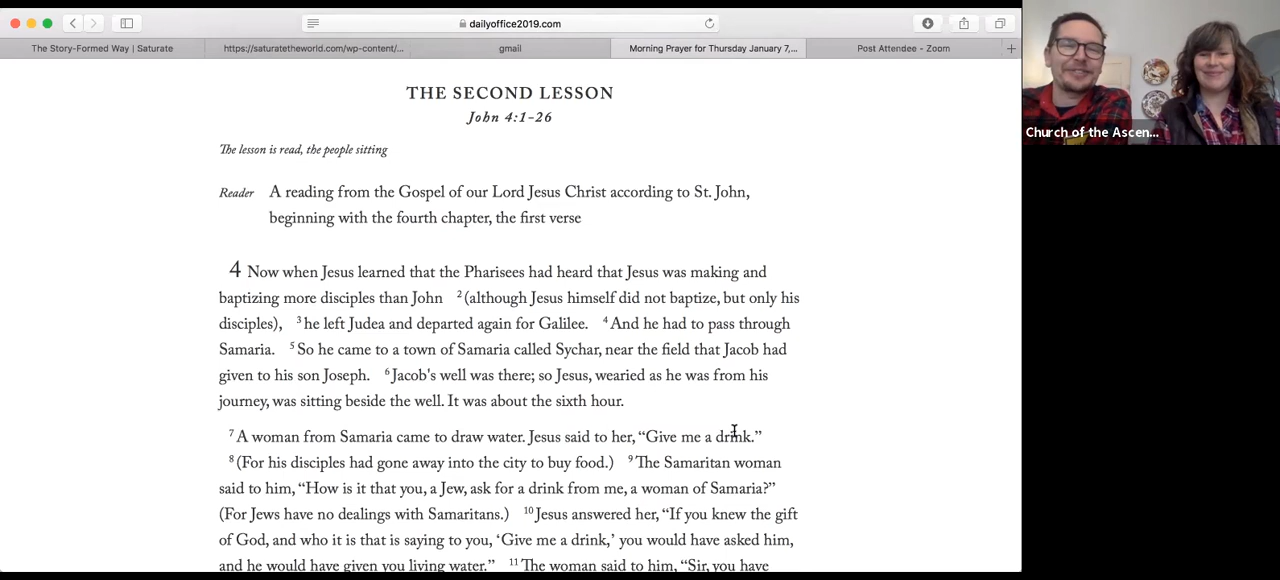 dailyoffice2019.com
The Story-Formed Way | Saturate
https://saturatetheworld.com/wp-content/...
gmail
Morning Prayer for Thursday January 7,...
Post Attendee - Zoom
THE SECOND LESSON
John 4:1-26
The lesson is read, the people sitting
Reader A reading from the Gospel of our Lord Jesus Christ according to St. John,
beginning with the fourth chapter, the first verse
4 Now when Jesus learned that the Pharisees had heard that Jesus was making and
baptizing more disciples than John 2 (although Jesus himself did not baptize, but only his
disciples), 3 he left Judea and departed again for Galilee. 4 And he had to pass through
Samaria. 5 So he came to a town of Samaria called Sychar, near the field that Jacob had
given to his son Joseph. 6 Jacob's well was there; so Jesus, wearied as he was from his
journey, was sitting beside the well. It was about the sixth hour.
7 A woman from Samaria came to draw water. Jesus said to her, “Give me a drink.”
8 (For his disciples had gone away into the city to buy food.) 9 The Samaritan woman
said to him, “How is it that you, a Jew, ask for a drink from me, a woman of Samaria?”
(For Jews have no dealings with Samaritans.) 10 Jesus answered her, “If you knew the gift
of God, and who it is that is saying to you, ‘Give me a drink,’ you would have asked him,
and he would have given you living water.” 11 The woman said to him, “Sir, you have
Church of the Ascen...